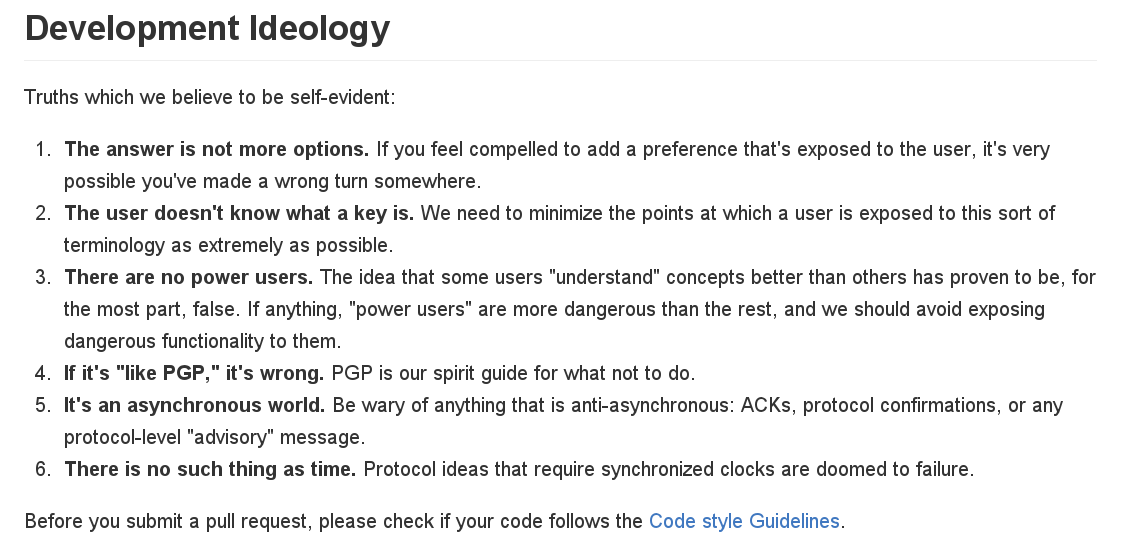 Development Ideology
Truths which we believe to be self-evident:
1. The answer is not more options. If you feel compelled to add a preference that's exposed to the user, it's very
possible you've made a wrong turn somewhere.
2. The user doesn't know what a key is. We need to minimize the points at which a user is exposed to this sort of
terminology as extremely as possible.
3. There are no power users. The idea that some users "understand" concepts better than others has proven to be, for
the most part, false. If anything, "power users" are more dangerous than the rest, and we should avoid exposing
dangerous functionality to them.
4. If it's "like PGP," it's wrong. PGP is our spirit guide for what not to do.
5. It's an asynchronous world. Be wary of anything that is anti-asynchronous: ACKs, protocol confirmations, or any
protocol-level "advisory" message.
6. There is no such thing as time. Protocol ideas that require synchronized clocks are doomed to failure.
Before you submit a pull request, please check if your code follows the Code style Guidelines.